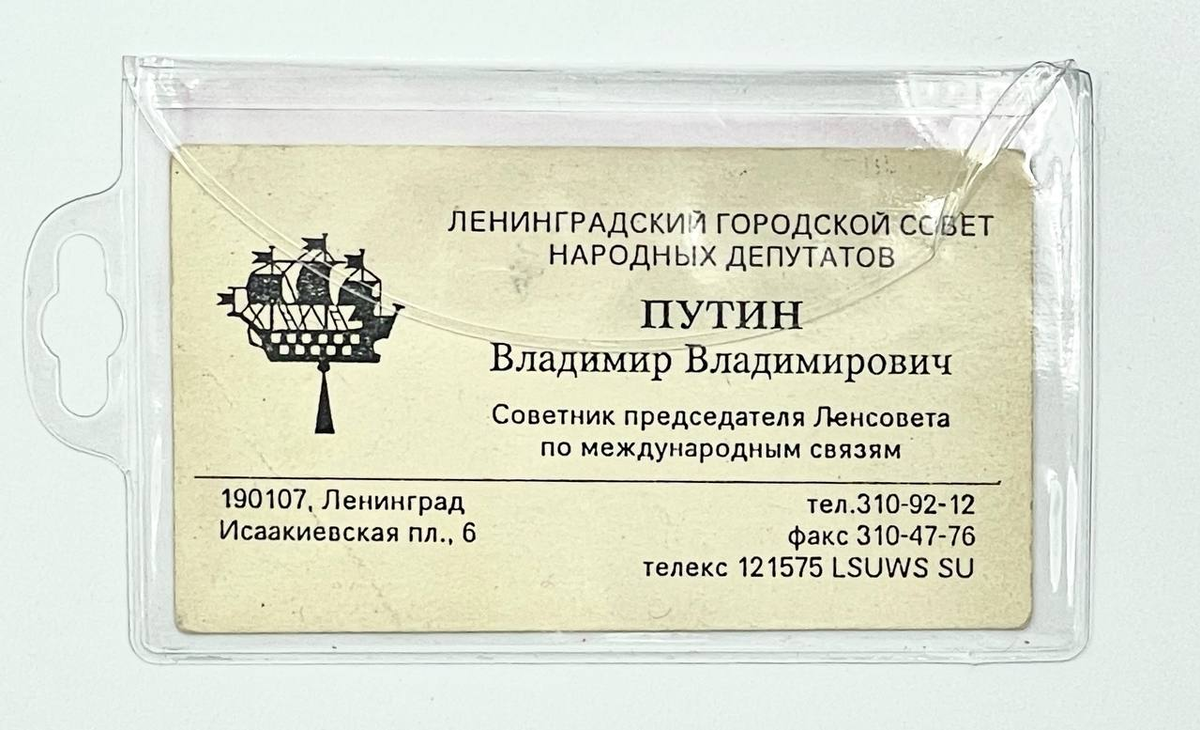 ЛЕНИНГРАДСКИЙ ГОРОДСКОЙ СОВЕТ
НАРОДНЫХ ДЕПУТАТОВ
ПУТИН
Владимир Владимирович
Советник председателя Ленсовета
по международным связям
190107, Ленинград
Исаакиевская пл., 6
тел.310-92-12
факс 310-47-76
телекс 121575 LSUWS SU